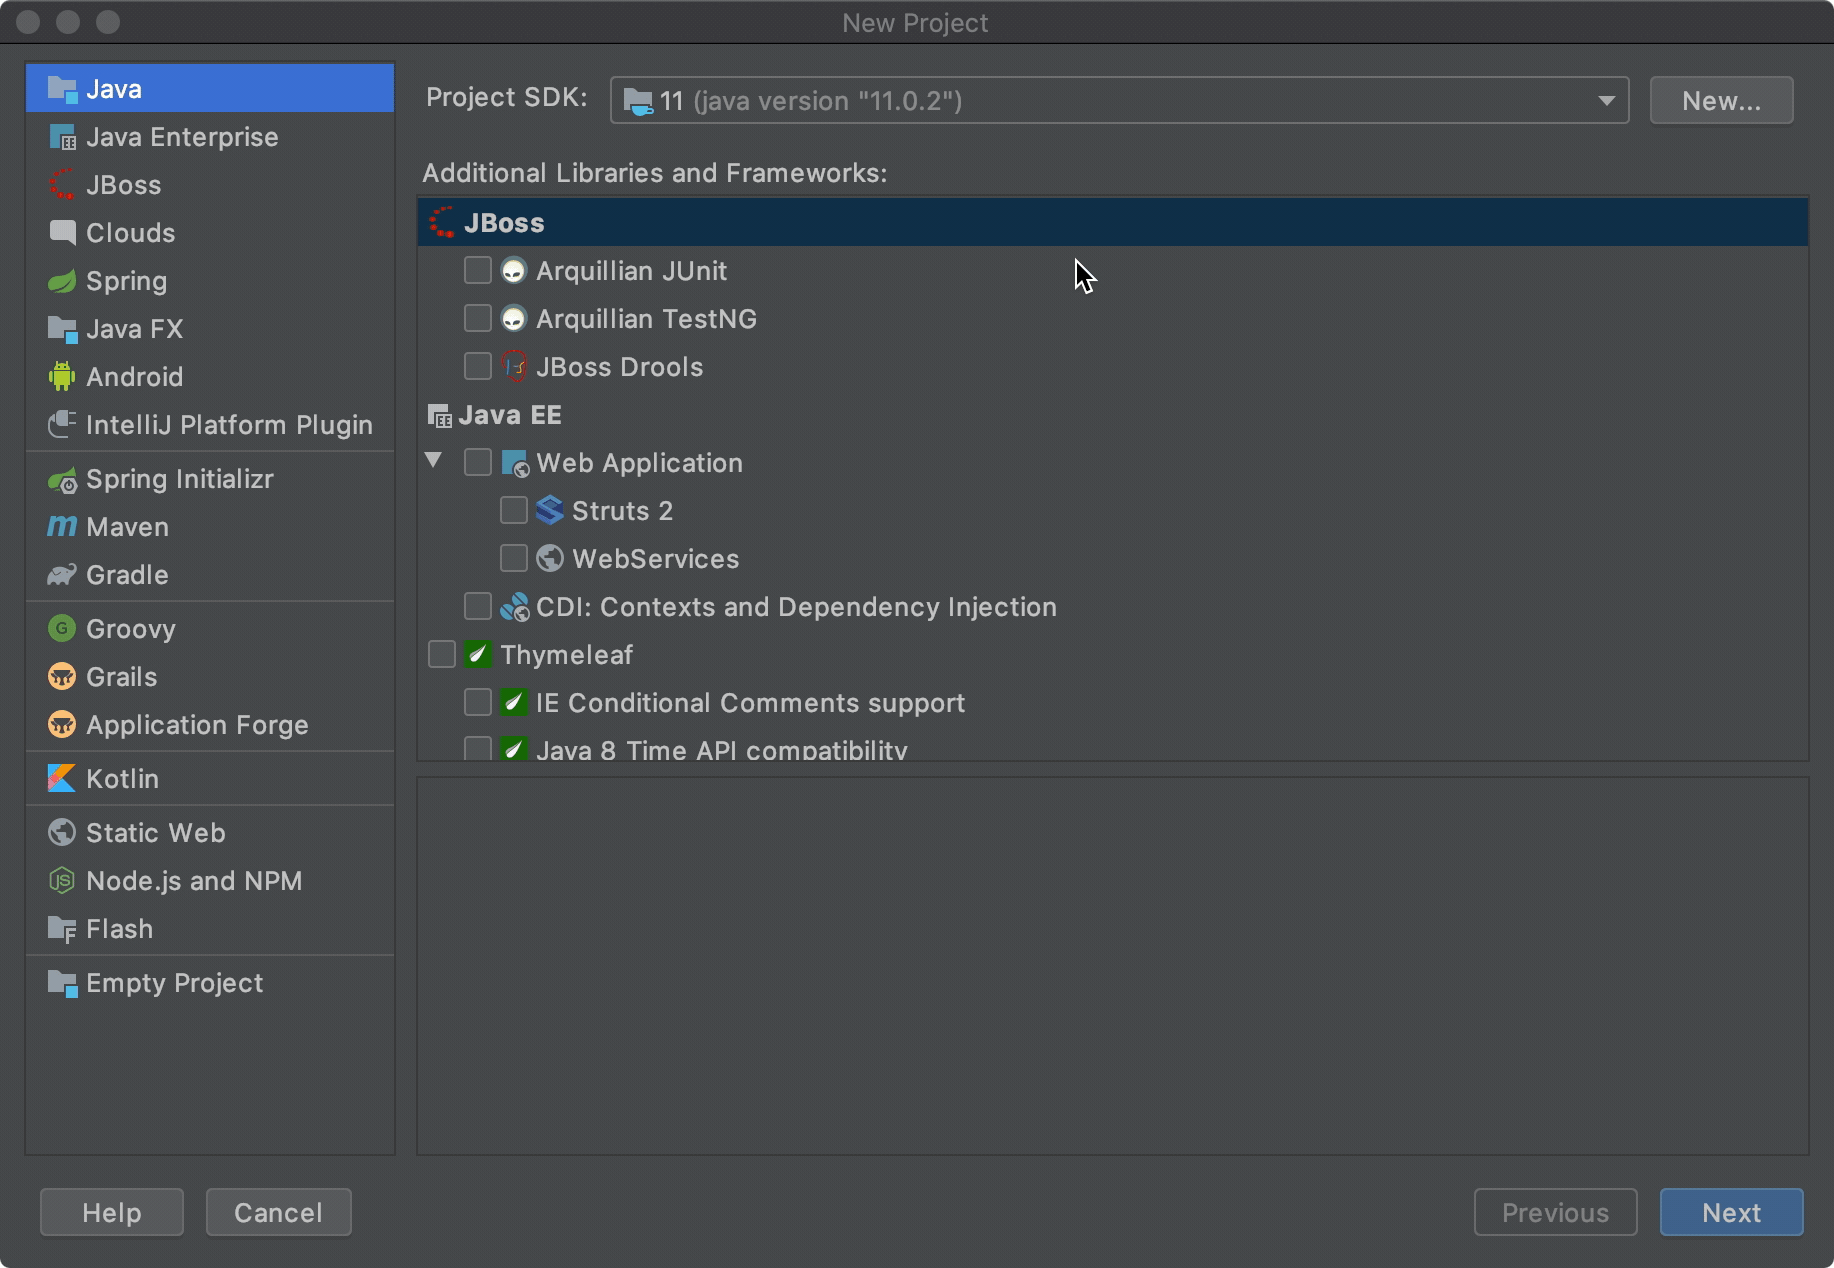 New Project
Java
Java Enterprise
JBoss
Clouds
Spring
Java FX
Android
IntelliJ Platform Plugin
Spring Initializr
Maven
Gradle
Groovy
Grails
Application Forge
Kotlin
Static Web
Node.js and NPM
Flash
Empty Project
Project SDK: 11 (java version "11.0.2") New...
Additional Libraries and Frameworks:
JBoss
Arquillian JUnit
Arquillian TestNG
JBoss Drools
Java EE
Web Application
Struts 2
WebServices
CDI: Contexts and Dependency Injection
Thymeleaf
IE Conditional Comments support
Java 8 Time API compatibility
Help Cancel Previous Next